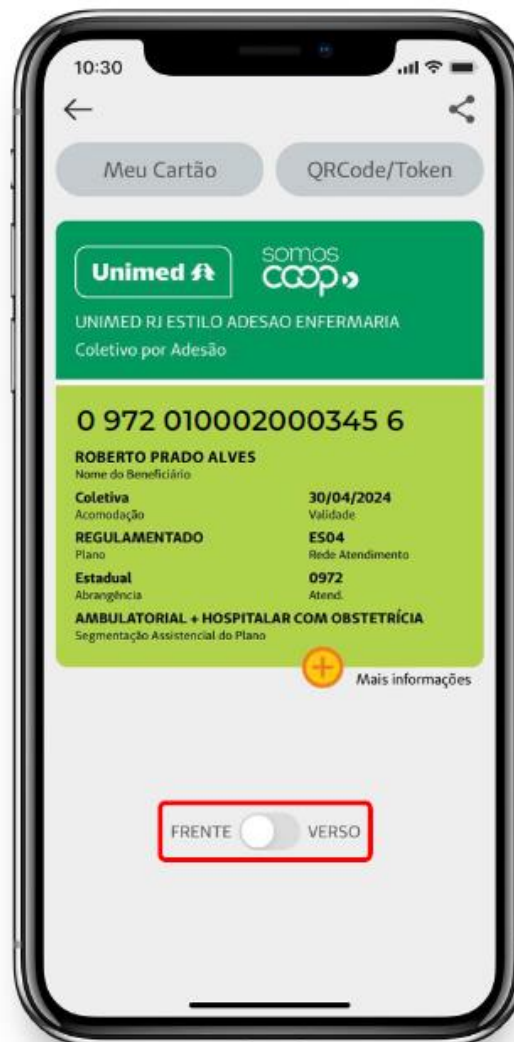 10:30
Meu Cartão QRCode/Token
Unimed somos coop
UNIMED RJ ESTILO ADESAO ENFERMARIA
Coletivo por Adesão
0 972 010002000345 6
ROBERTO PRADO ALVES
Nome do Beneficiário
Coletiva 30/04/2024
Acomodação Validade
REGULAMENTADO ES04
Plano Rede Atendimento
Estadual 0972
Abrangência Atend.
AMBULATORIAL + HOSPITALAR COM OBSTETRÍCIA
Segmentação Assistencial do Plano
Mais informações
FRENTE VERSO